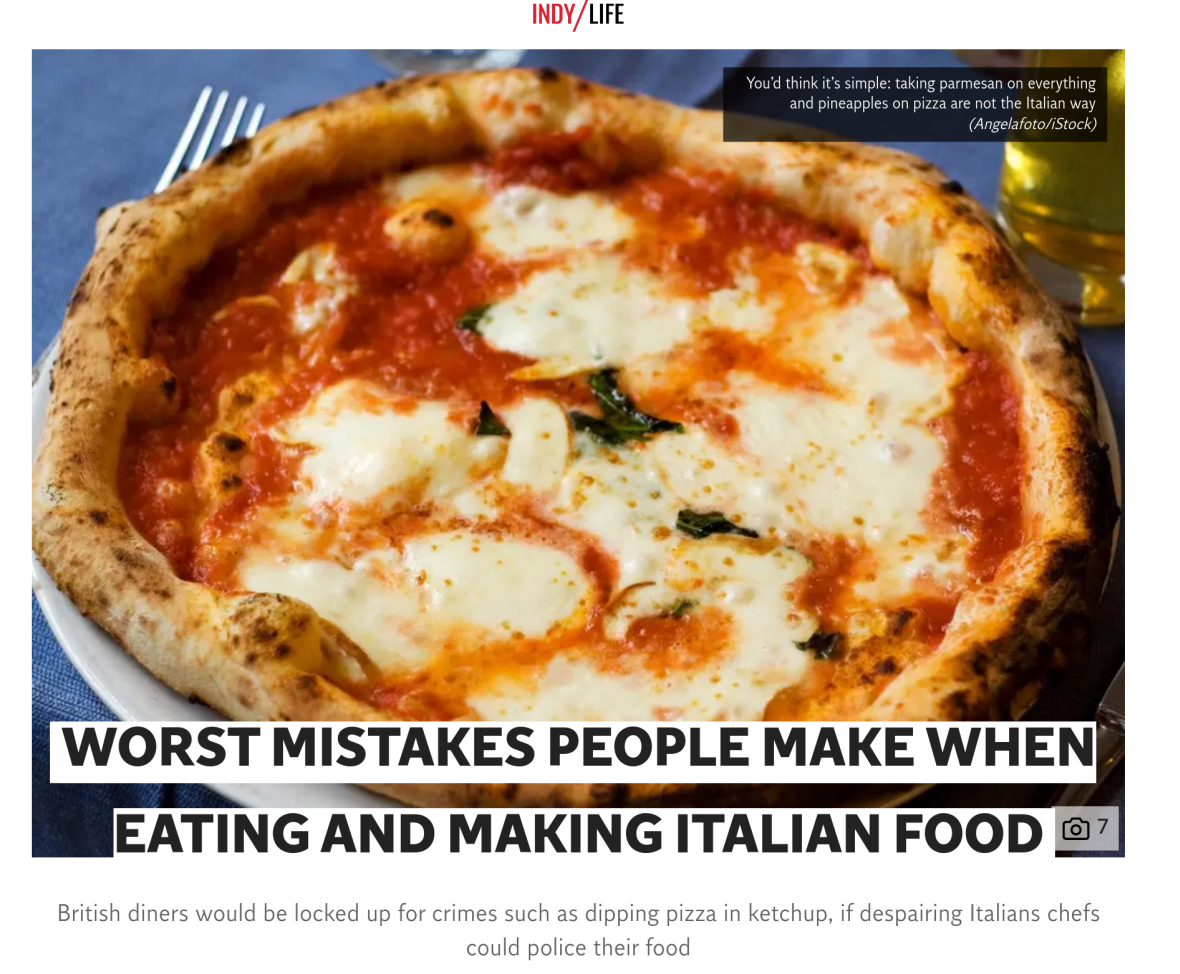 INDY/LIFE
You'd think it's simple: taking parmesan on everything
and pineapples on pizza are not the Italian way
(Angelafoto/iStock)
WORST MISTAKES PEOPLE MAKE WHEN
EATING AND MAKING ITALIAN FOOD
7
British diners would be locked up for crimes such as dipping pizza in ketchup, if despairing Italians chefs
could police their food